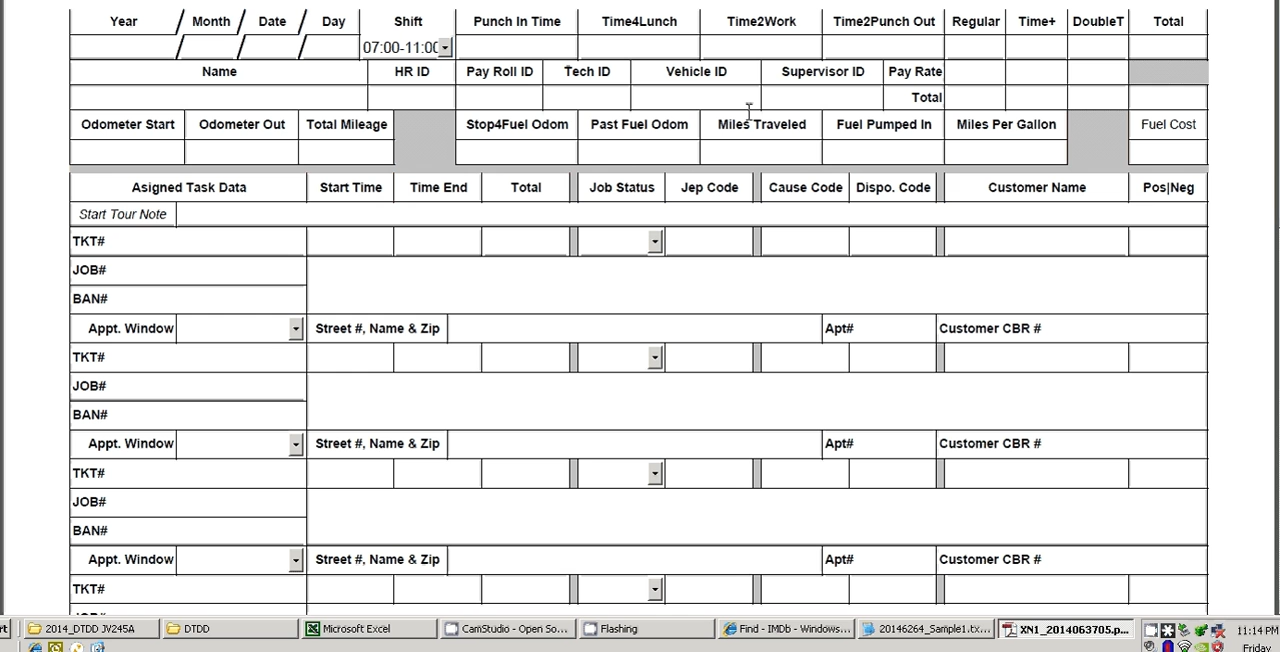 Year Month Date Day Shift Punch In Time Time4Lunch Time2Work Time2Punch Out Regular Time+ DoubleT Total
07:00-11:00
Name HR ID Pay Roll ID Tech ID Vehicle ID Supervisor ID Pay Rate
Total
Odometer Start Odometer Out Total Mileage Stop4Fuel Odom Past Fuel Odom Miles Traveled Fuel Pumped In Miles Per Gallon Fuel Cost
Asigned Task Data Start Time Time End Total Job Status Jep Code Cause Code Dispo. Code Customer Name Pos|Neg
Start Tour Note
TKT#
JOB#
BAN#
Appt. Window Street #, Name & Zip Apt# Customer CBR #
TKT#
JOB#
BAN#
Appt. Window Street #, Name & Zip Apt# Customer CBR #
TKT#
JOB#
BAN#
Appt. Window Street #, Name & Zip Apt# Customer CBR #
TKT#
rt 2014_DTDD JV245A DTDD Microsoft Excel CamStudio - Open So... Flashing Find - IMDb - Windows... 20146264_Sample1.tx... XN1_2014063705.p... 11:14 PM
Friday